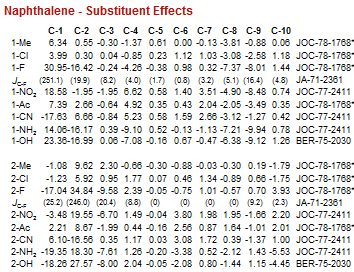 Naphthalene - Substituent Effects
C-1 C-2 C-3 C-4 C-5 C-6 C-7 C-8 C-9 C-10
1-Me 6.34 0.55 -0.30 -1.37 0.61 0.00 -0.13 -3.81 -0.88 0.06 JOC-78-1768*
1-Cl 3.99 0.30 0.04 -0.85 0.23 1.12 1.03 -3.08 -2.58 1.18 JOC-78-1768*
1-F 30.95 -16.42 -0.24 -4.26 -0.38 0.98 0.32 -7.37 -8.01 1.44 JOC-78-1768*
JC-F (251.1) (19.9) (8.2) (4.0) (1.7) (0.8) (3.2) (5.1) (16.4) (4.8) JA-71-2361
1-NO2 18.58 -1.95 -1.95 6.62 0.58 1.40 3.51 -4.90 -8.48 0.74 JOC-77-2411
1-Ac 7.39 2.66 -0.64 4.92 0.35 0.43 2.04 -2.05 -3.49 0.35 JOC-78-1768*
1-CN -17.63 6.66 -0.84 5.23 0.58 1.59 2.66 -3.12 -1.27 0.42 JOC-77-2411
1-NH2 14.06 -16.17 0.39 -9.10 0.52 -0.13 -1.13 -7.21 -9.94 0.78 JOC-77-2411
1-OH 23.36 -16.99 0.06 -7.08 -0.16 0.67 -0.47 -6.38 -9.12 1.26 BER-75-2030
2-Me -1.08 9.62 2.30 -0.66 -0.30 -0.88 -0.03 -0.30 0.19 -1.79 JOC-78-1768*
2-Cl -1.23 5.92 0.95 1.77 0.07 0.46 1.34 -0.89 0.66 -1.75 JOC-78-1768*
2-F -17.04 34.84 -9.58 2.39 -0.05 -0.75 1.01 -0.57 0.70 3.93 JOC-78-1768*
JC-F (25.2) (246.0) (20.4) (8.8) (0) (0) (0) (0) (9.2) (2.3) JA-71-2361
2-NO2 -3.48 19.55 -6.70 1.49 -0.04 3.80 1.98 1.95 -1.66 2.20 JOC-77-2411
2-Ac 2.21 8.67 -1.99 0.44 -0.16 2.56 0.87 1.64 -1.01 2.01 JOC-78-1768*
2-CN 6.10 -16.56 0.35 1.17 0.03 3.08 1.72 0.39 -1.37 1.00 JOC-77-2411
2-NH2 -19.35 18.30 -7.61 1.26 -0.20 -3.38 0.52 -2.12 1.43 -5.53 JOC-77-2411
2-OH -18.26 27.57 -8.00 2.04 -0.05 -2.08 0.80 -1.44 1.15 -4.45 BER-75-2030